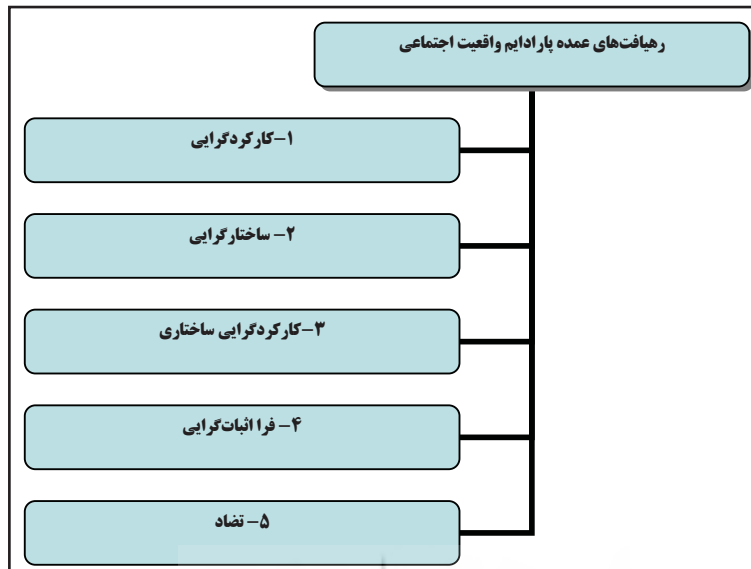 رهیافت‌های عمده پارادایم واقعیت اجتماعی
۱-کارکردگرایی
۲- ساختارگرایی
۳-کارکردگرایی ساختاری
۴- فرا اثبات‌گرایی
۵- تضاد